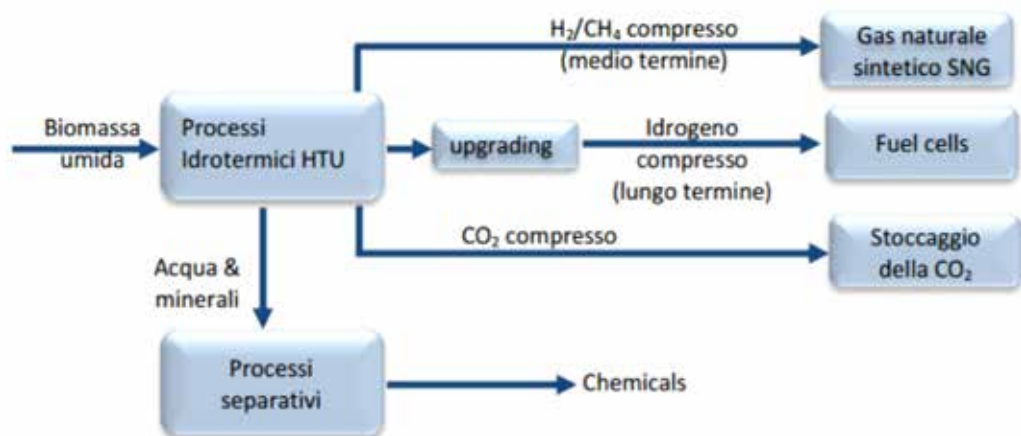 H₂/CH₄ compresso
(medio termine)
Gas naturale
sintetico SNG
Biomassa
umida
Processi
Idrotermici HTU
upgrading
Idrogeno
compresso
(lungo termine)
Fuel cells
CO₂ compresso
Stoccaggio
della CO₂
Acqua &
minerali
Processi
separativi
Chemicals